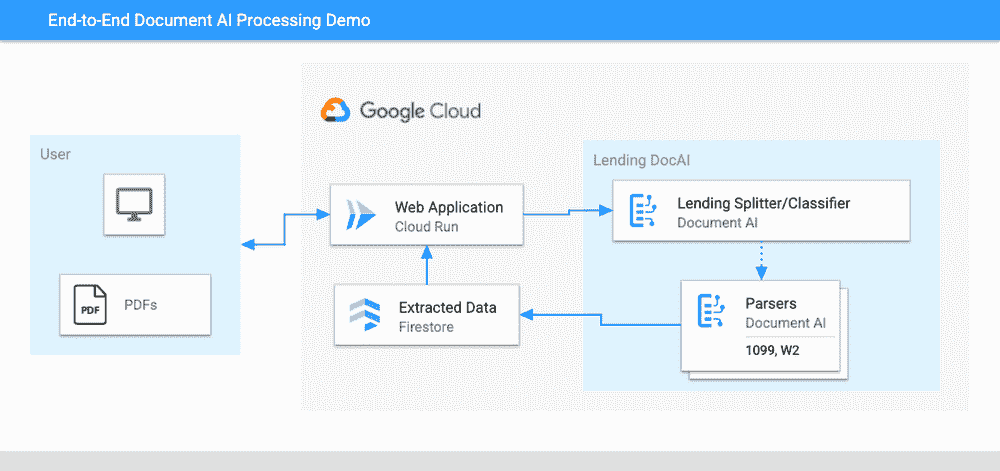 End-to-End Document AI Processing Demo
Google Cloud
User
PDF
PDFs
Web Application
Cloud Run
Extracted Data
Firestore
Lending DocAI
Lending Splitter/Classifier
Document AI
Parsers
Document AI
1099, W2